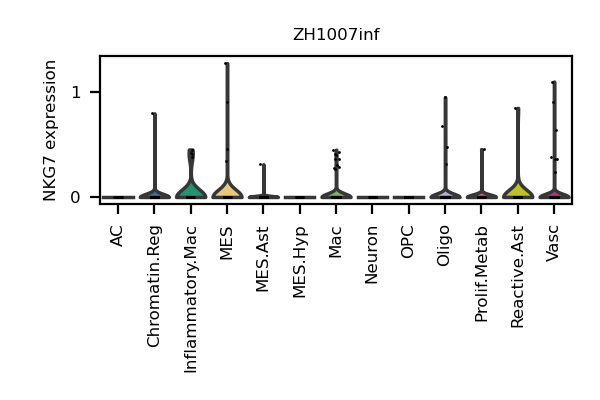 ZH1007inf
NKG7 expression
1
0
AC
Chromatin.Reg
Inflammatory.Mac
MES
MES.Ast
MES.Hyp
Mac
Neuron
OPC
Oligo
Prolif.Metab
Reactive.Ast
Vasc